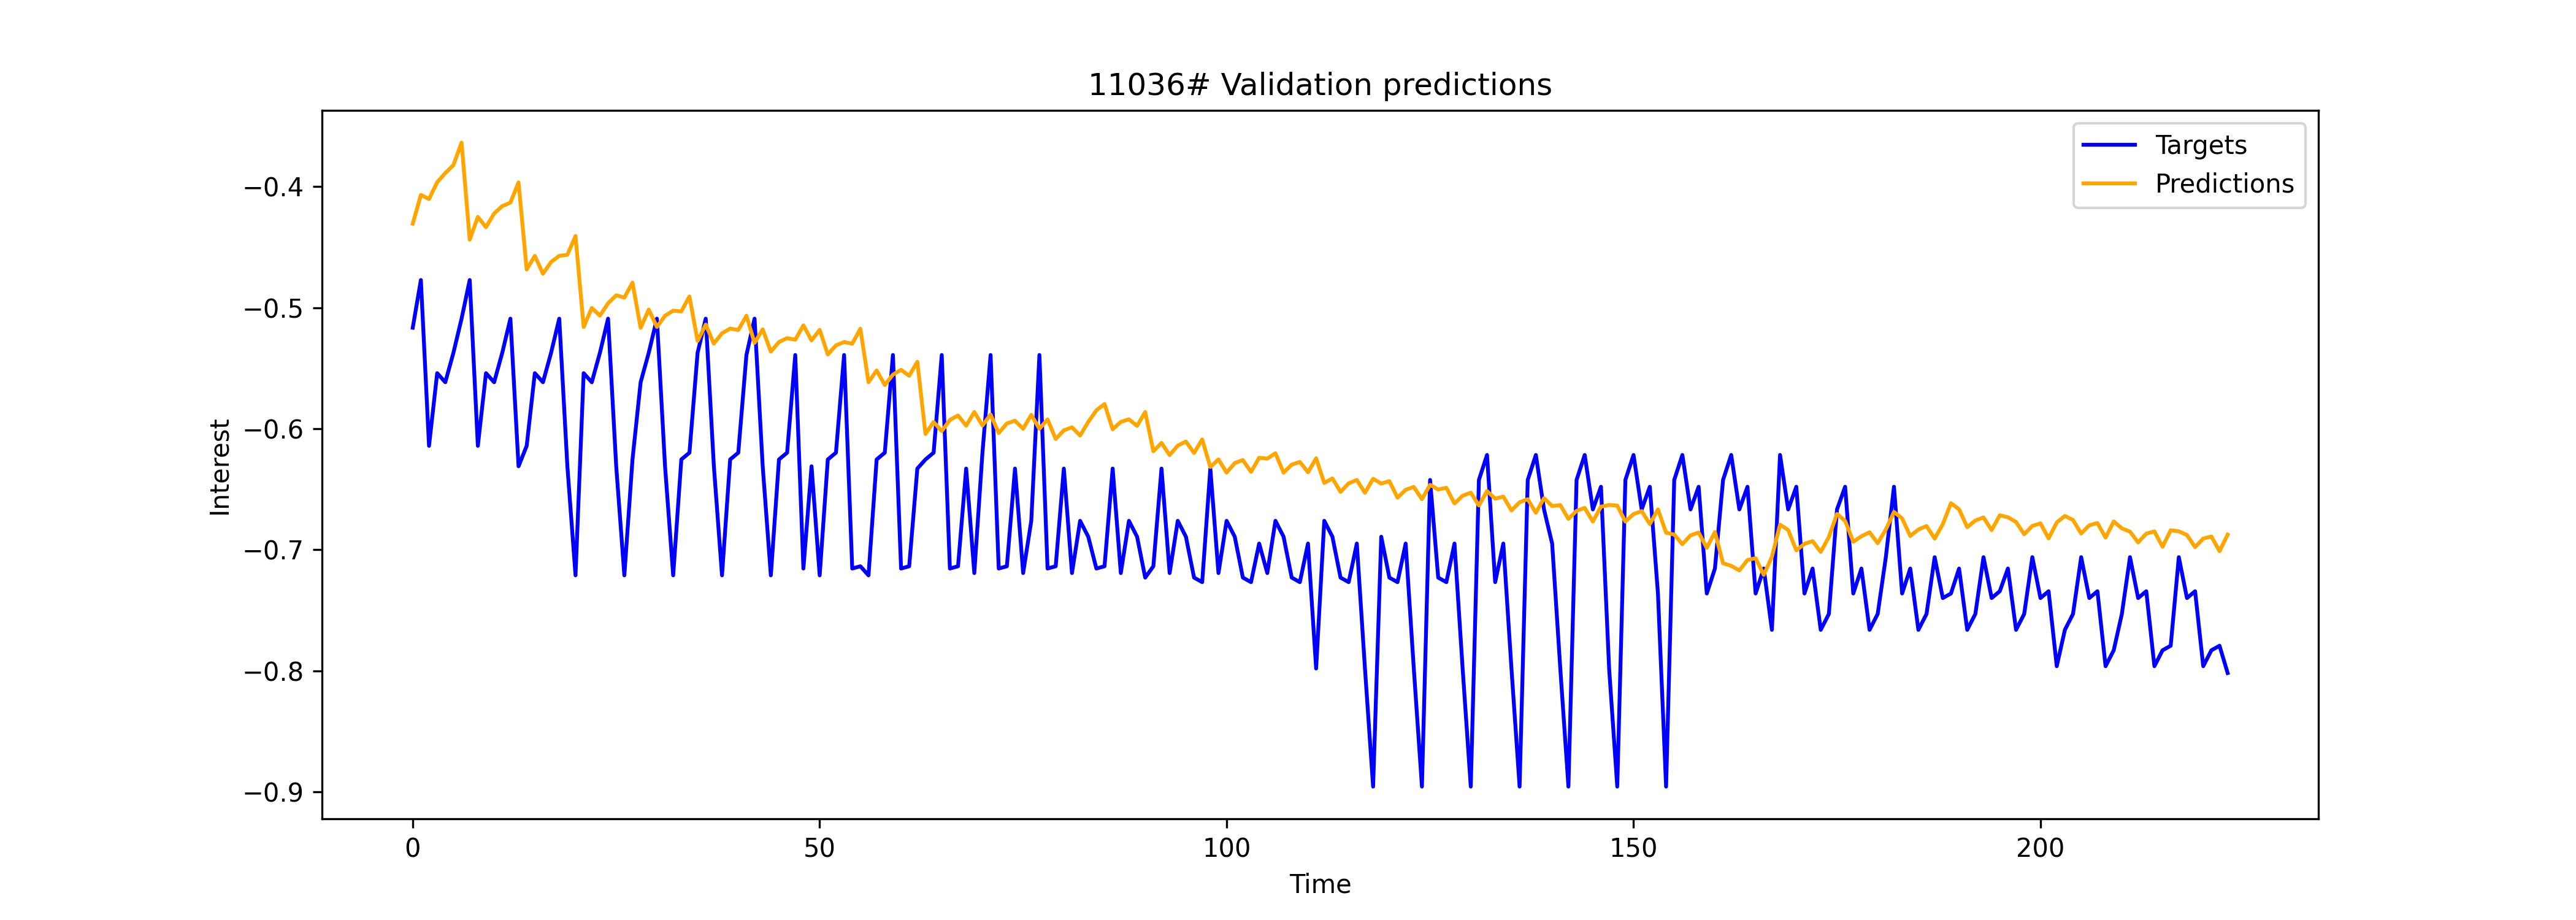 11036# Validation predictions
Targets
Predictions
Interest
−0.4
−0.5
−0.6
−0.7
−0.8
−0.9
0
50
100
150
200
Time